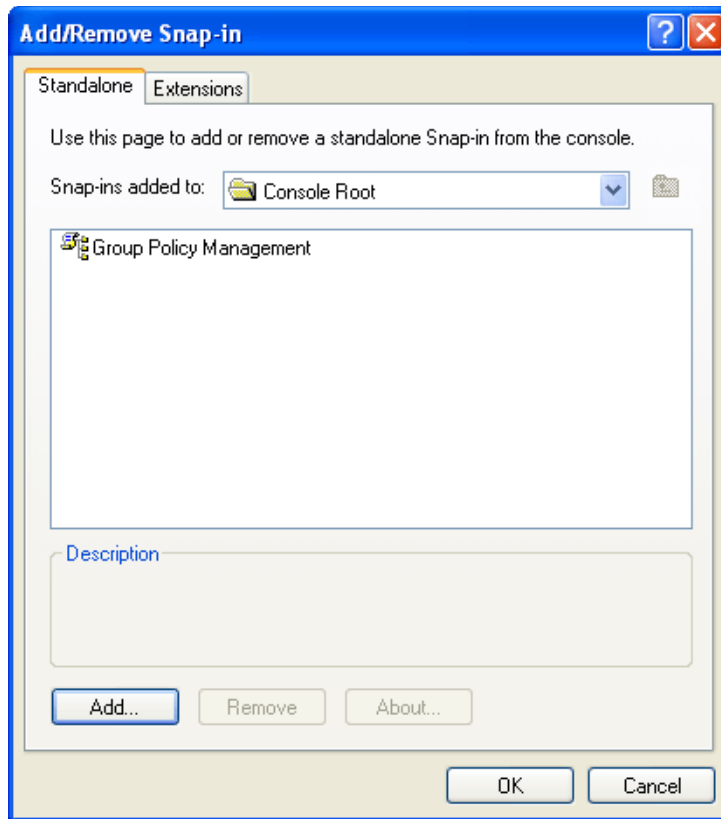 Add/Remove Snap-in
Standalone
Extensions
Use this page to add or remove a standalone Snap-in from the console.
Snap-ins added to:
Console Root
Group Policy Management
Description
Add...
Remove
About...
OK
Cancel